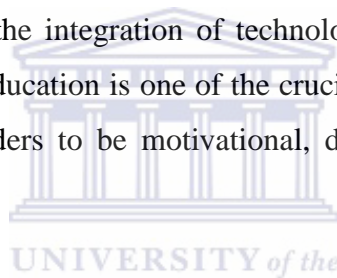 the integration of technolo
ducation is one of the cruci
ders to be motivational, d
UNIVERSITY of the